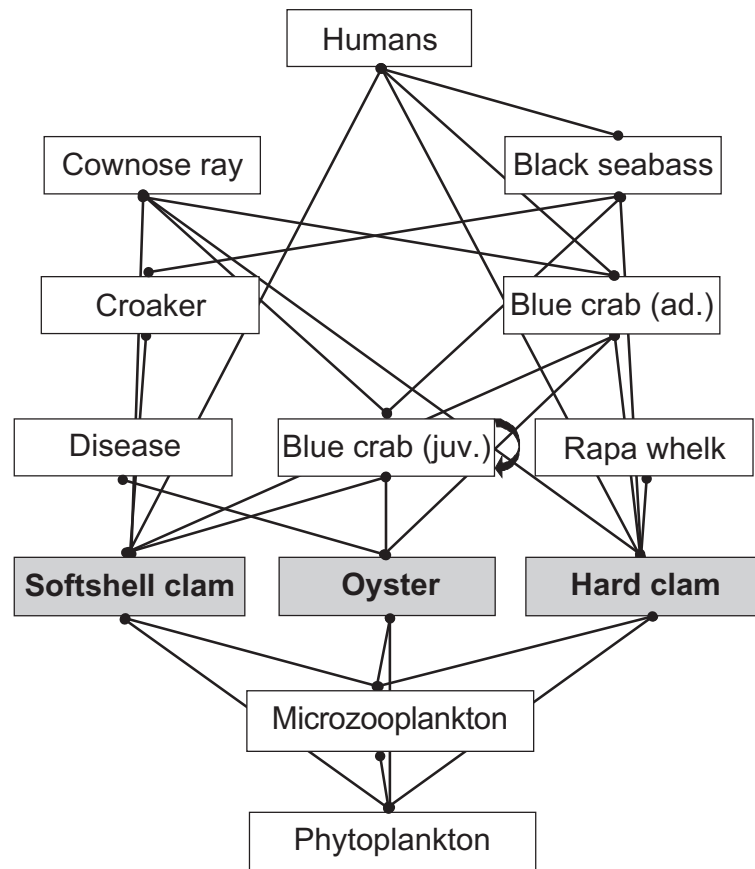 Humans
Cownose ray
Black seabass
Croaker
Blue crab (ad.)
Disease
Blue crab (juv.)
Rapa whelk
Softshell clam
Oyster
Hard clam
Microzooplankton
Phytoplankton